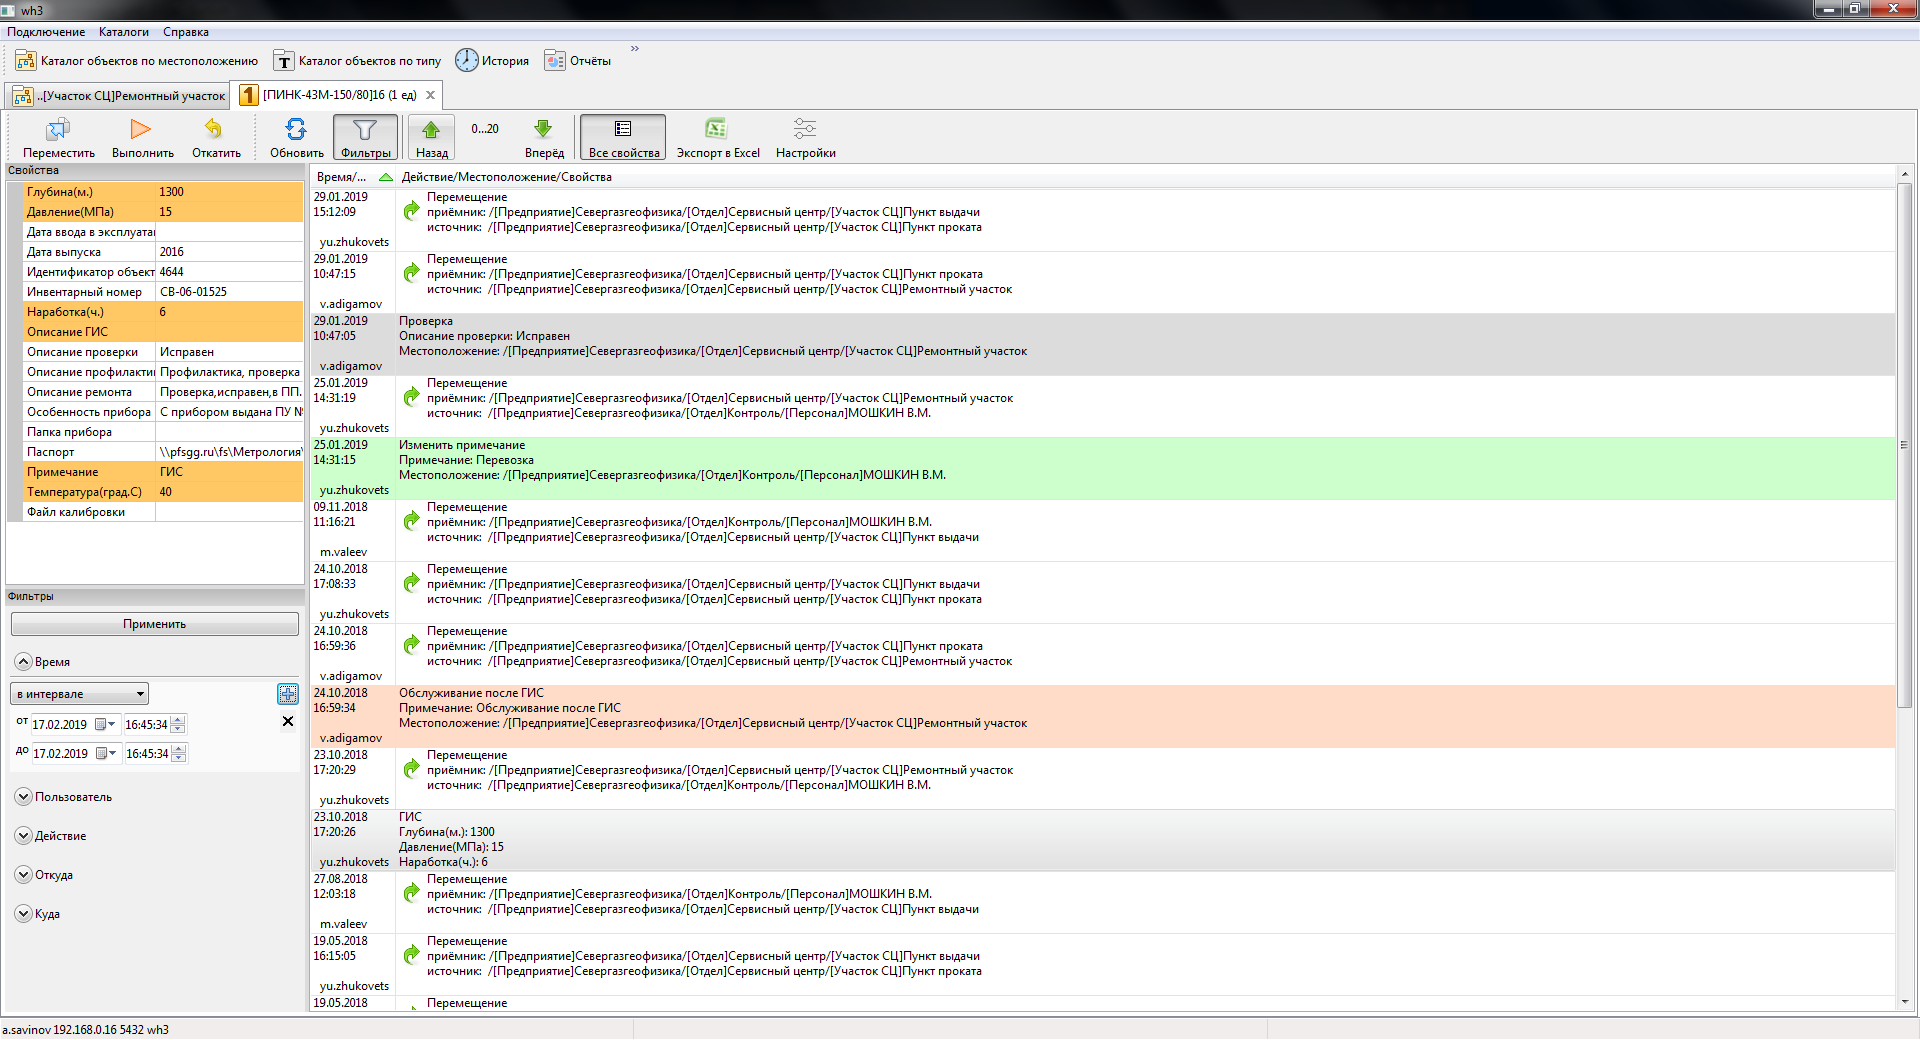 wh3
Подключение Каталоги Справка
Каталог объектов по местоположению T Каталог объектов по типу История Отчёты »
..[Участок СЦ]Ремонтный участок 1 [ПИНК-43М-150/80]16 (1 ед)
Переместить Выполнить Откатить Обновить Фильтры Назад 0...20 Вперёд Все свойства Экспорт в Excel Настройки
Свойства
Глубина(м.) 1300
Давление(МПа) 15
Дата ввода в эксплуата
Дата выпуска 2016
Идентификатор объект 4644
Инвентарный номер СВ-06-01525
Наработка(ч.) 6
Описание ГИС
Описание проверки Исправен
Описание профилакти Профилактика, проверка
Описание ремонта Проверка,исправен,в ПП.
Особенность прибора С прибором выдана ПУ №
Папка прибора
Паспорт \\pfsgg.ru\fs\Метрология\
Примечание ГИС
Температура(град.С) 40
Файл калибровки
Фильтры
Применить
Время
в интервале
от 17.02.2019 16:45:34
до 17.02.2019 16:45:34
Пользователь
Действие
Откуда
Куда
Время/... Действие/Местоположение/Свойства
29.01.2019 Перемещение
15:12:09 приёмник: /[Предприятие]Севергазгеофизика/[Отдел]Сервисный центр/[Участок СЦ]Пункт выдачи
источник: /[Предприятие]Севергазгеофизика/[Отдел]Сервисный центр/[Участок СЦ]Пункт проката
yu.zhukovets
29.01.2019 Перемещение
10:47:15 приёмник: /[Предприятие]Севергазгеофизика/[Отдел]Сервисный центр/[Участок СЦ]Пункт проката
источник: /[Предприятие]Севергазгеофизика/[Отдел]Сервисный центр/[Участок СЦ]Ремонтный участок
v.adigamov
29.01.2019 Проверка
10:47:05 Описание проверки: Исправен
Местоположение: /[Предприятие]Севергазгеофизика/[Отдел]Сервисный центр/[Участок СЦ]Ремонтный участок
v.adigamov
25.01.2019 Перемещение
14:31:19 приёмник: /[Предприятие]Севергазгеофизика/[Отдел]Сервисный центр/[Участок СЦ]Ремонтный участок
источник: /[Предприятие]Севергазгеофизика/[Отдел]Контроль/[Персонал]МОШКИН В.М.
yu.zhukovets
25.01.2019 Изменить примечание
14:31:15 Примечание: Перевозка
Местоположение: /[Предприятие]Севергазгеофизика/[Отдел]Контроль/[Персонал]МОШКИН В.М.
yu.zhukovets
09.11.2018 Перемещение
11:16:21 приёмник: /[Предприятие]Севергазгеофизика/[Отдел]Контроль/[Персонал]МОШКИН В.М.
источник: /[Предприятие]Севергазгеофизика/[Отдел]Сервисный центр/[Участок СЦ]Пункт выдачи
m.valeev
24.10.2018 Перемещение
17:08:33 приёмник: /[Предприятие]Севергазгеофизика/[Отдел]Сервисный центр/[Участок СЦ]Пункт выдачи
источник: /[Предприятие]Севергазгеофизика/[Отдел]Сервисный центр/[Участок СЦ]Пункт проката
yu.zhukovets
24.10.2018 Перемещение
16:59:36 приёмник: /[Предприятие]Севергазгеофизика/[Отдел]Сервисный центр/[Участок СЦ]Пункт проката
источник: /[Предприятие]Севергазгеофизика/[Отдел]Сервисный центр/[Участок СЦ]Ремонтный участок
v.adigamov
24.10.2018 Обслуживание после ГИС
16:59:34 Примечание: Обслуживание после ГИС
Местоположение: /[Предприятие]Севергазгеофизика/[Отдел]Сервисный центр/[Участок СЦ]Ремонтный участок
v.adigamov
23.10.2018 Перемещение
17:20:29 приёмник: /[Предприятие]Севергазгеофизика/[Отдел]Сервисный центр/[Участок СЦ]Ремонтный участок
источник: /[Предприятие]Севергазгеофизика/[Отдел]Контроль/[Персонал]МОШКИН В.М.
yu.zhukovets
23.10.2018 ГИС
17:20:26 Глубина(м.): 1300
Давление(МПа): 15
yu.zhukovets Наработка(ч.): 6
27.08.2018 Перемещение
12:03:18 приёмник: /[Предприятие]Севергазгеофизика/[Отдел]Контроль/[Персонал]МОШКИН В.М.
источник: /[Предприятие]Севергазгеофизика/[Отдел]Сервисный центр/[Участок СЦ]Пункт выдачи
m.valeev
19.05.2018 Перемещение
16:15:05 приёмник: /[Предприятие]Севергазгеофизика/[Отдел]Сервисный центр/[Участок СЦ]Пункт выдачи
источник: /[Предприятие]Севергазгеофизика/[Отдел]Сервисный центр/[Участок СЦ]Пункт проката
yu.zhukovets
19.05.2018 Перемещение
a.savinov 192.168.0.16 5432 wh3